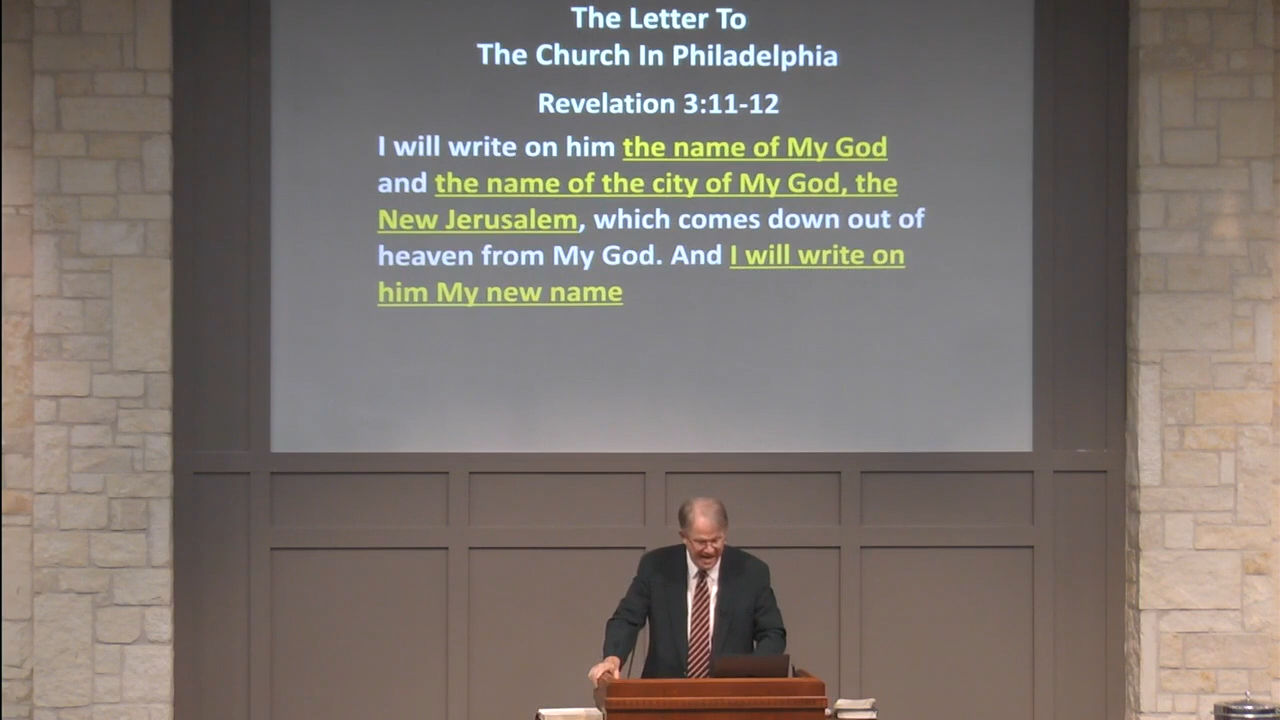 The Letter To
The Church In Philadelphia
Revelation 3:11-12
I will write on him the name of My God
and the name of the city of My God, the
New Jerusalem, which comes down out of
heaven from My God. And I will write on
him My new name